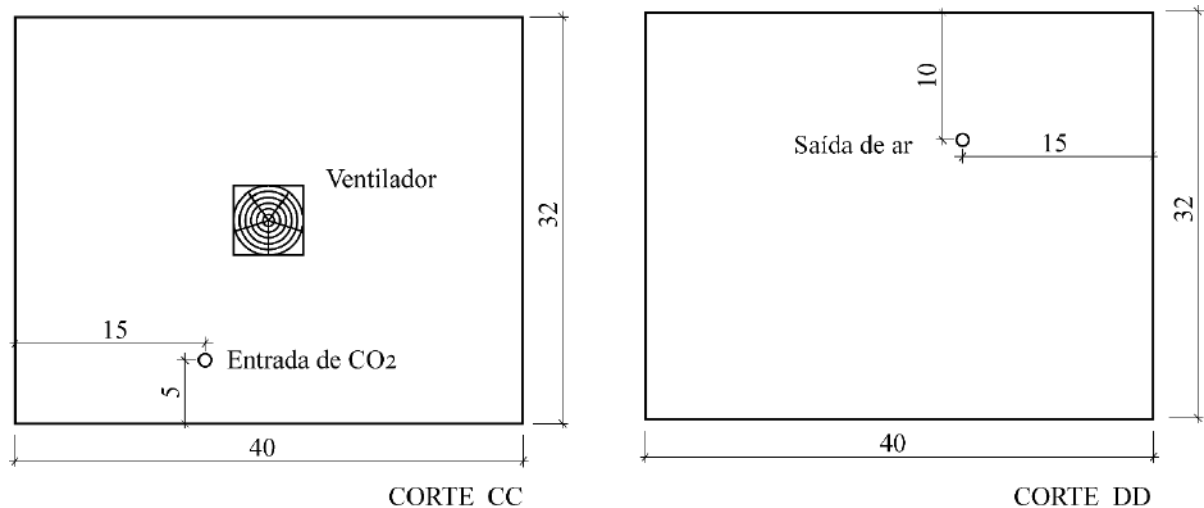 Ventilador
32
15
Entrada de CO2
5
40
CORTE CC
10
Saída de ar
15
32
40
CORTE DD